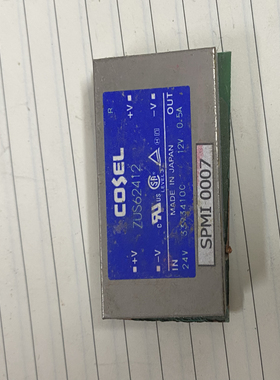 R
+V
-V
OUT
COSEL
ZUS62412
MADE IN JAPAN
12V 0.5A
+V
-V
IN
24V
SPMI 0007